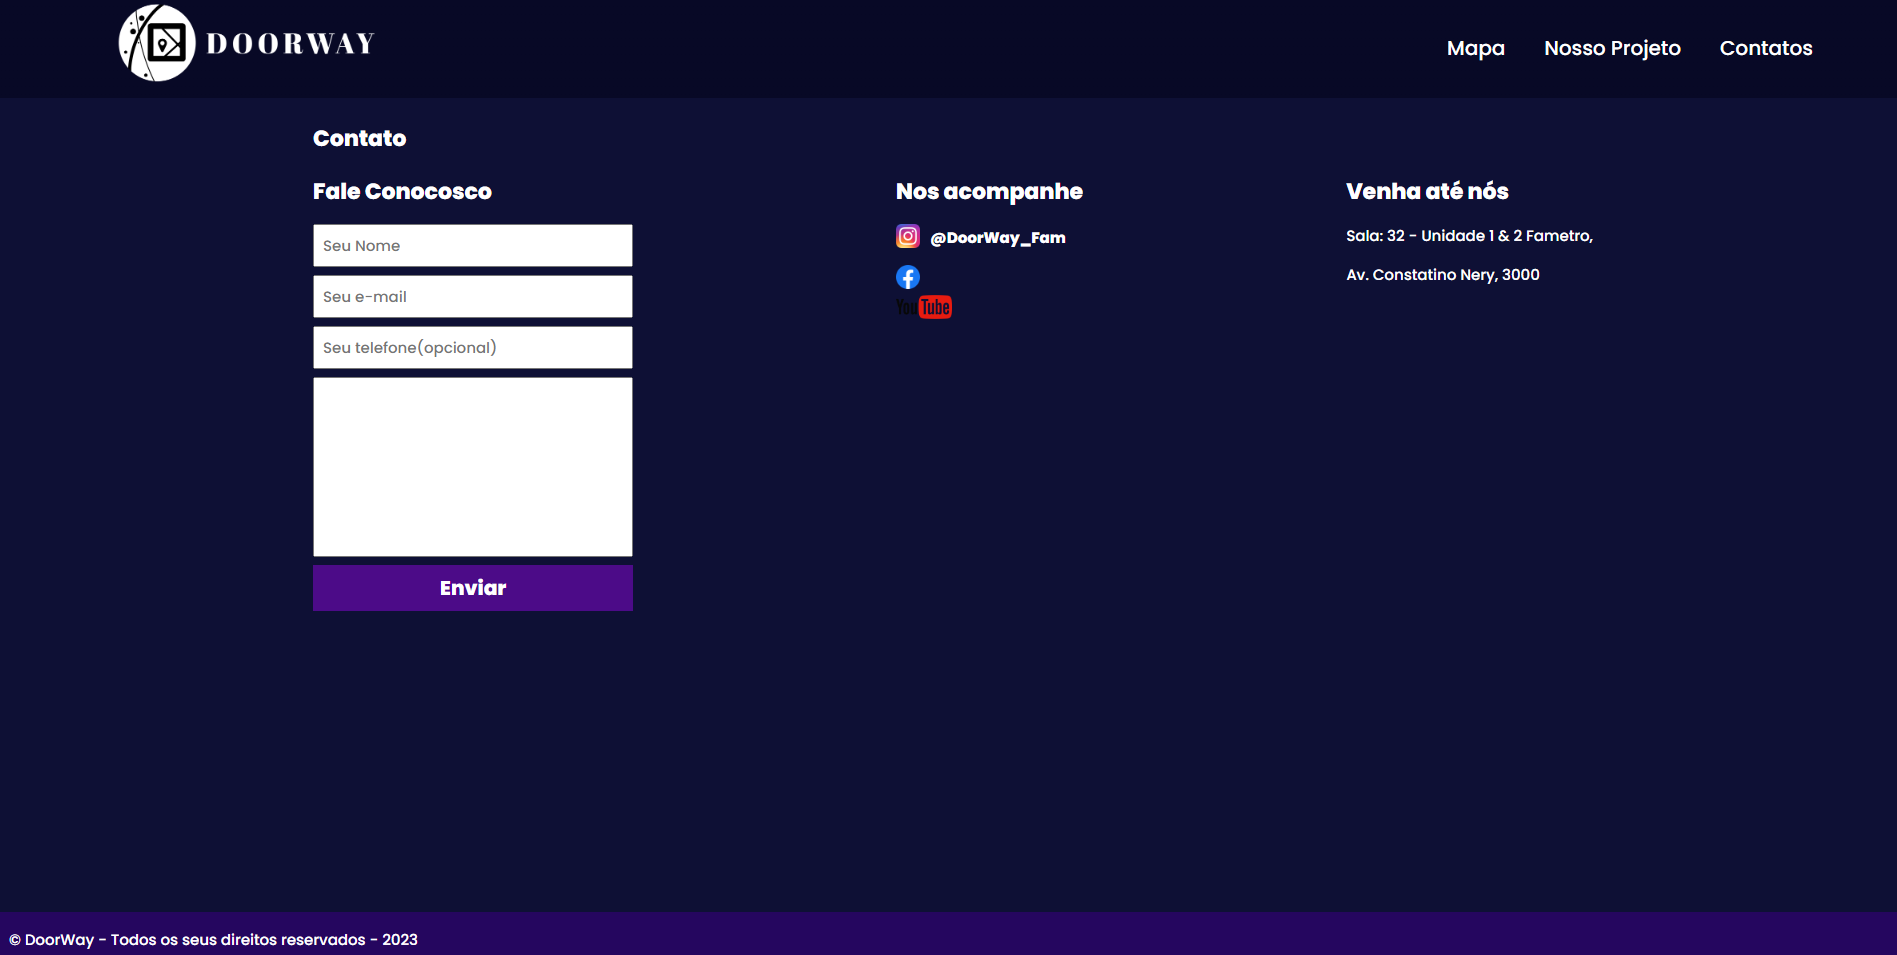 DOORWAY
Mapa
Nosso Projeto
Contatos
Contato
Fale Conocosco
Seu Nome
Seu e-mail
Seu telefone(opcional)
Enviar
Nos acompanhe
@DoorWay_Fam
YouTube
Venha até nós
Sala: 32 - Unidade 1 & 2 Fametro,
Av. Constatino Nery, 3000
© DoorWay - Todos os seus direitos reservados - 2023